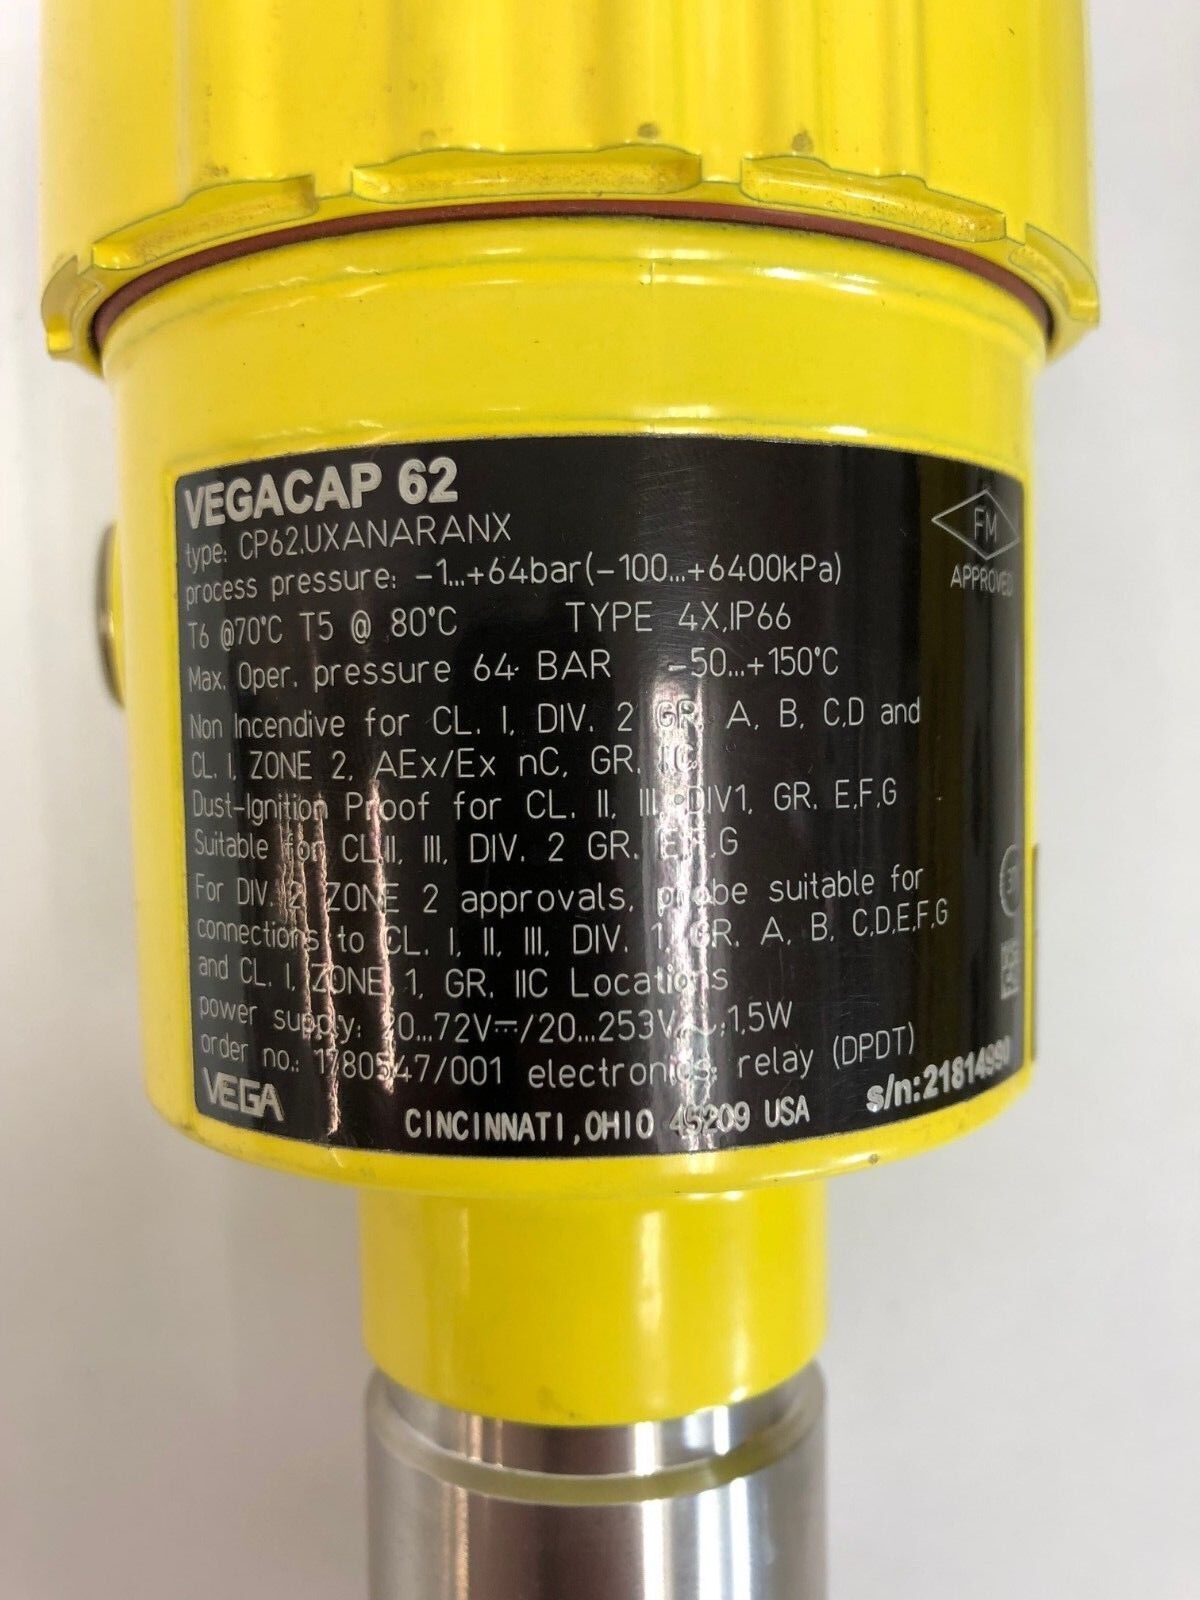 VEGACAP 62
type: CP62.UXANARANX
process pressure: -1...+64bar(-100...+6400kPa)
FM
APPROVED
T6 @70°C T5 @ 80°C TYPE 4X,IP66
Max. Oper. pressure 64 BAR -50...+150°C
Non Incendive for CL. I, DIV. 2 GR. A, B, C,D and
CL. I, ZONE 2, AEx/Ex nC, GR. IIC
Dust-Ignition Proof for CL. II, III, DIV1, GR. E,F,G
Suitable for CL.II, III, DIV. 2 GR. E,F,G
For DIV. 2, ZONE 2 approvals, probe suitable for
connections to CL. I, II, III, DIV. 1, GR. A, B, C,D,E,F,G
and CL. I, ZONE 1, GR. IIC Locations
power supply: 20...72V⎓/20...253V∼;1,5W
order no.: 1780547/001 electronics: relay (DPDT)
VEGA CINCINNATI,OHIO 45209 USA s/n:21814990